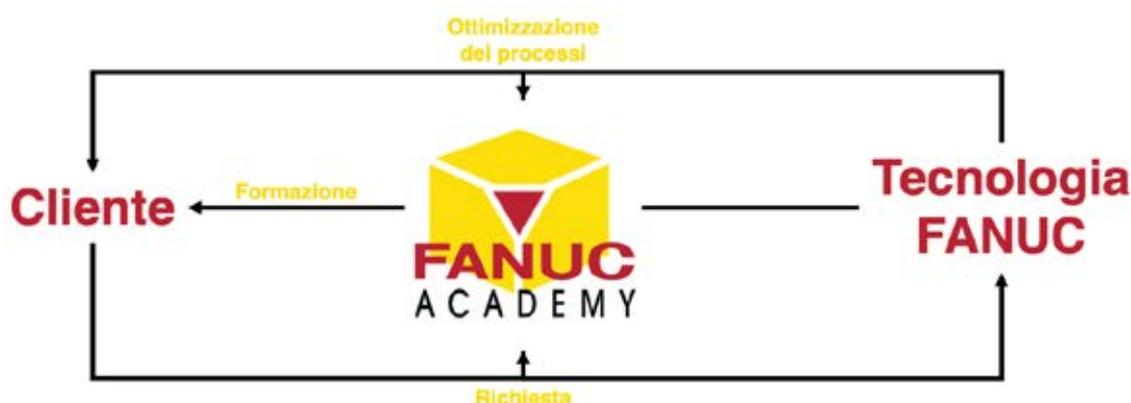 Ottimizzazione
dei processi
Cliente
Formazione
FANUC
ACADEMY
Tecnologia
FANUC
Richiesta